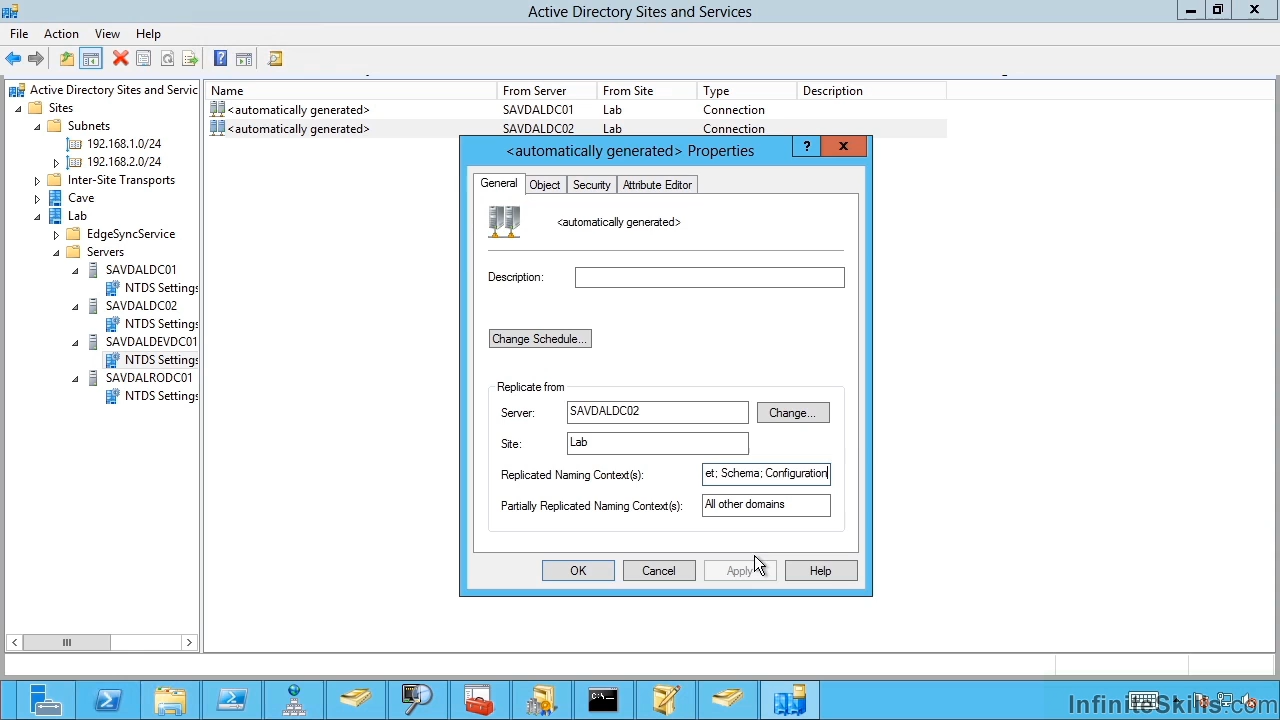 Active Directory Sites and Services
File Action View Help
Active Directory Sites and Servic
Sites
Subnets
192.168.1.0/24
192.168.2.0/24
Inter-Site Transports
Cave
Lab
EdgeSyncService
Servers
SAVDALDC01
NTDS Settings
SAVDALDC02
NTDS Settings
SAVDALDEVDC01
NTDS Settings
SAVDALRODC01
NTDS Settings
Name From Server From Site Type Description
<automatically generated> SAVDALDC01 Lab Connection
<automatically generated> SAVDALDC02 Lab Connection
<automatically generated> Properties
General Object Security Attribute Editor
<automatically generated>
Description:
Change Schedule...
Replicate from
Server: SAVDALDC02 Change...
Site: Lab
Replicated Naming Context(s): et; Schema; Configuration
Partially Replicated Naming Context(s): All other domains
OK Cancel Apply Help
InfiniteSkills.com